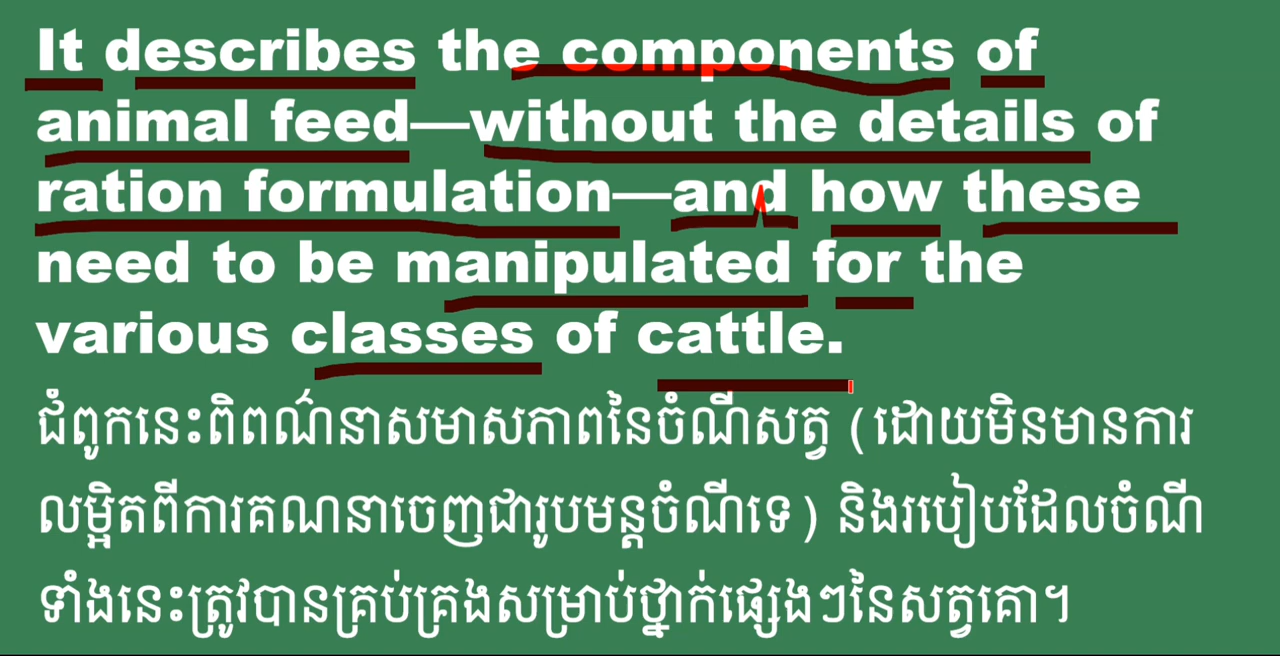 It describes the components of
animal feed—without the details of
ration formulation—and how these
need to be manipulated for the
various classes of cattle.
ជំពូកនេះពិពណ៌នាសមាសភាពនៃចំណីសត្វ (ដោយមិនមានការ
លម្អិតពីការគណនាចេញជារូបមន្តចំណីទេ) និងរបៀបដែលចំណី
ទាំងនេះត្រូវបានគ្រប់គ្រងសម្រាប់ថ្នាក់ផ្សេងៗនៃសត្វគោ។